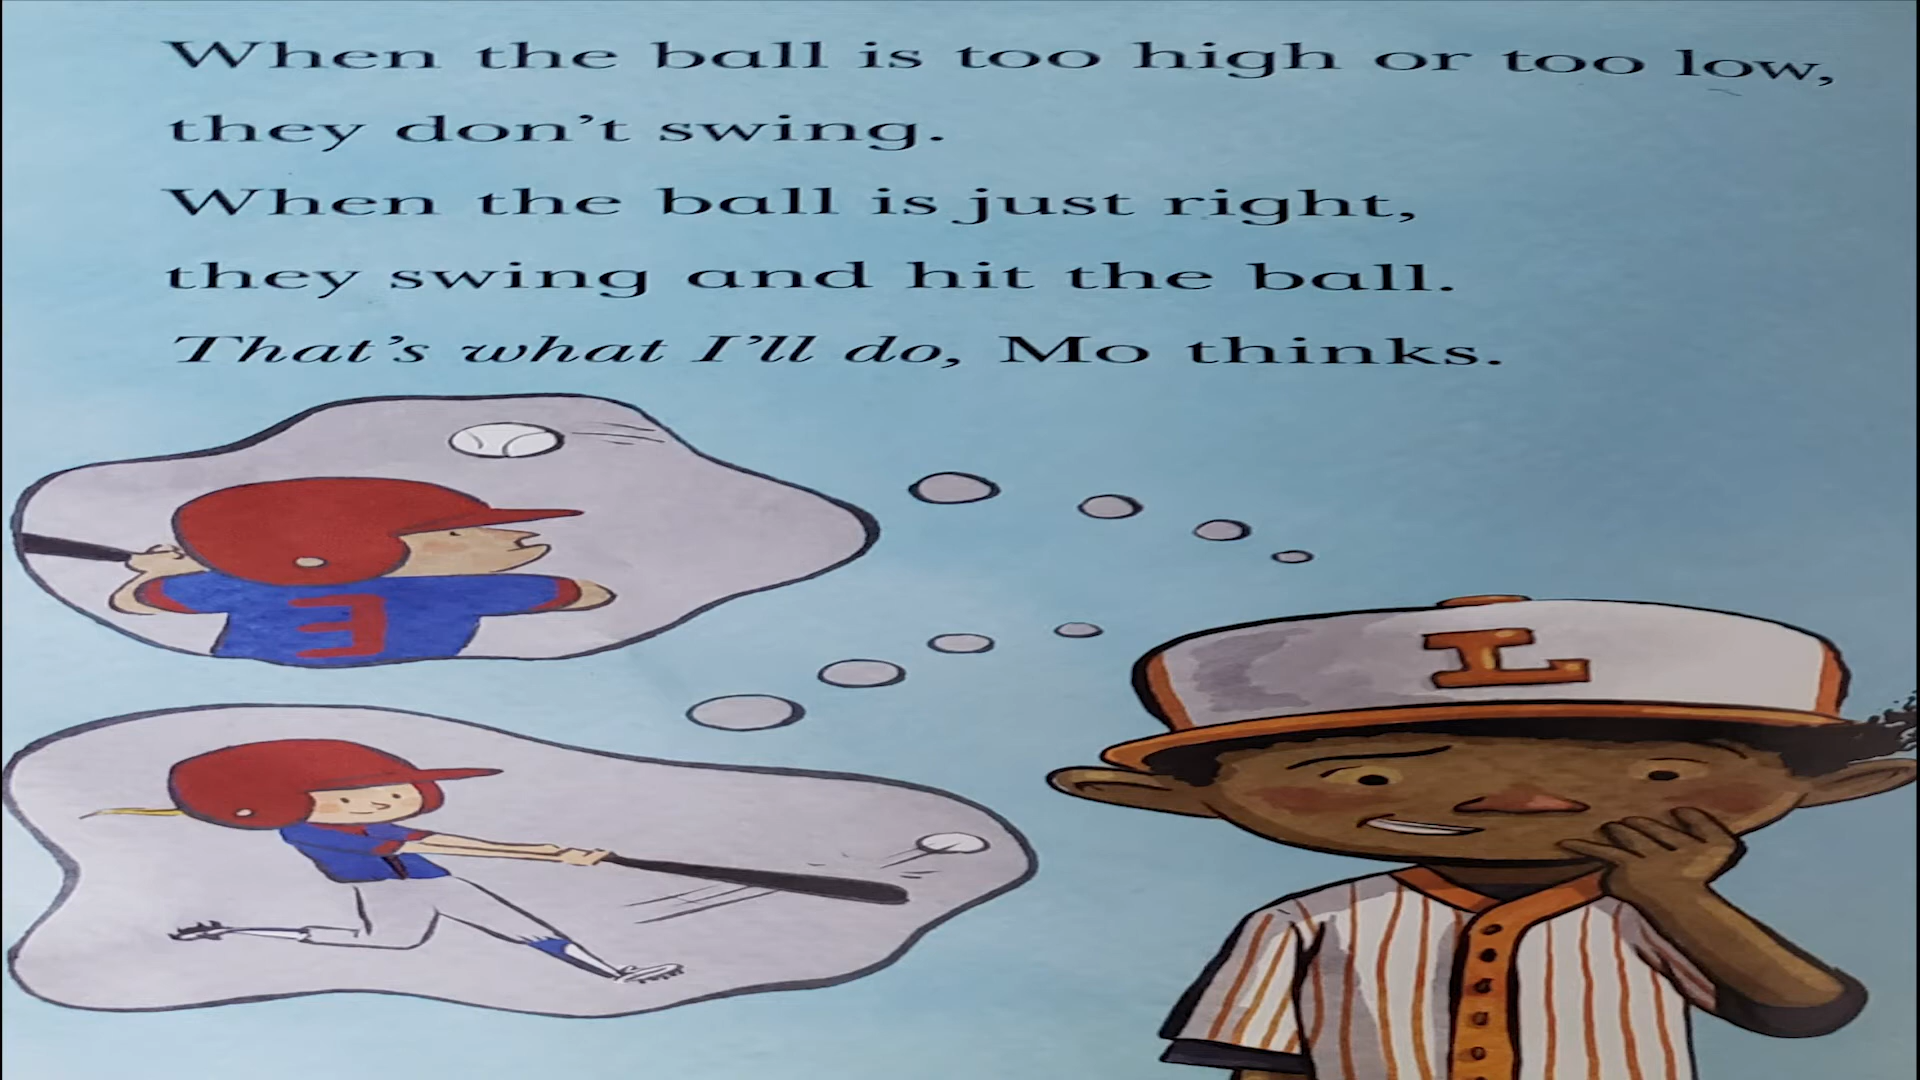 When the ball is too high or too low,
they don't swing.
When the ball is just right,
they swing and hit the ball.
That's what I'll do, Mo thinks.
3
L